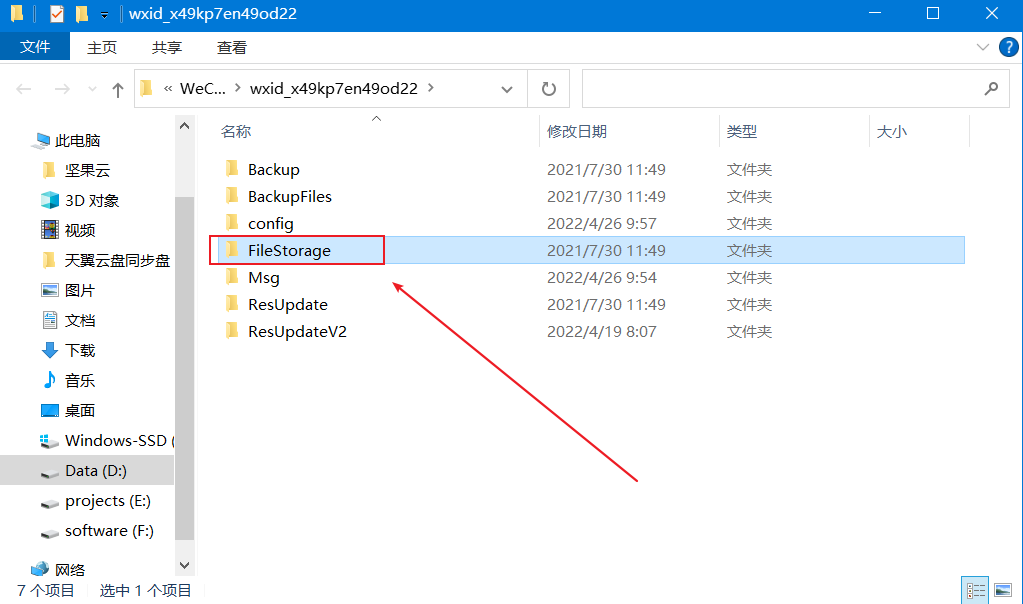 wxid_x49kp7en49od22
文件 主页 共享 查看
« WeC... > wxid_x49kp7en49od22 >
名称 修改日期 类型 大小
此电脑
坚果云
3D 对象
视频
天翼云盘同步盘
图片
文档
下载
音乐
桌面
Windows-SSD (
Data (D:)
projects (E:)
software (F:)
网络
Backup 2021/7/30 11:49 文件夹
BackupFiles 2021/7/30 11:49 文件夹
config 2022/4/26 9:57 文件夹
FileStorage 2021/7/30 11:49 文件夹
Msg 2022/4/26 9:54 文件夹
ResUpdate 2021/7/30 11:49 文件夹
ResUpdateV2 2022/4/19 8:07 文件夹
7 个项目 选中 1 个项目